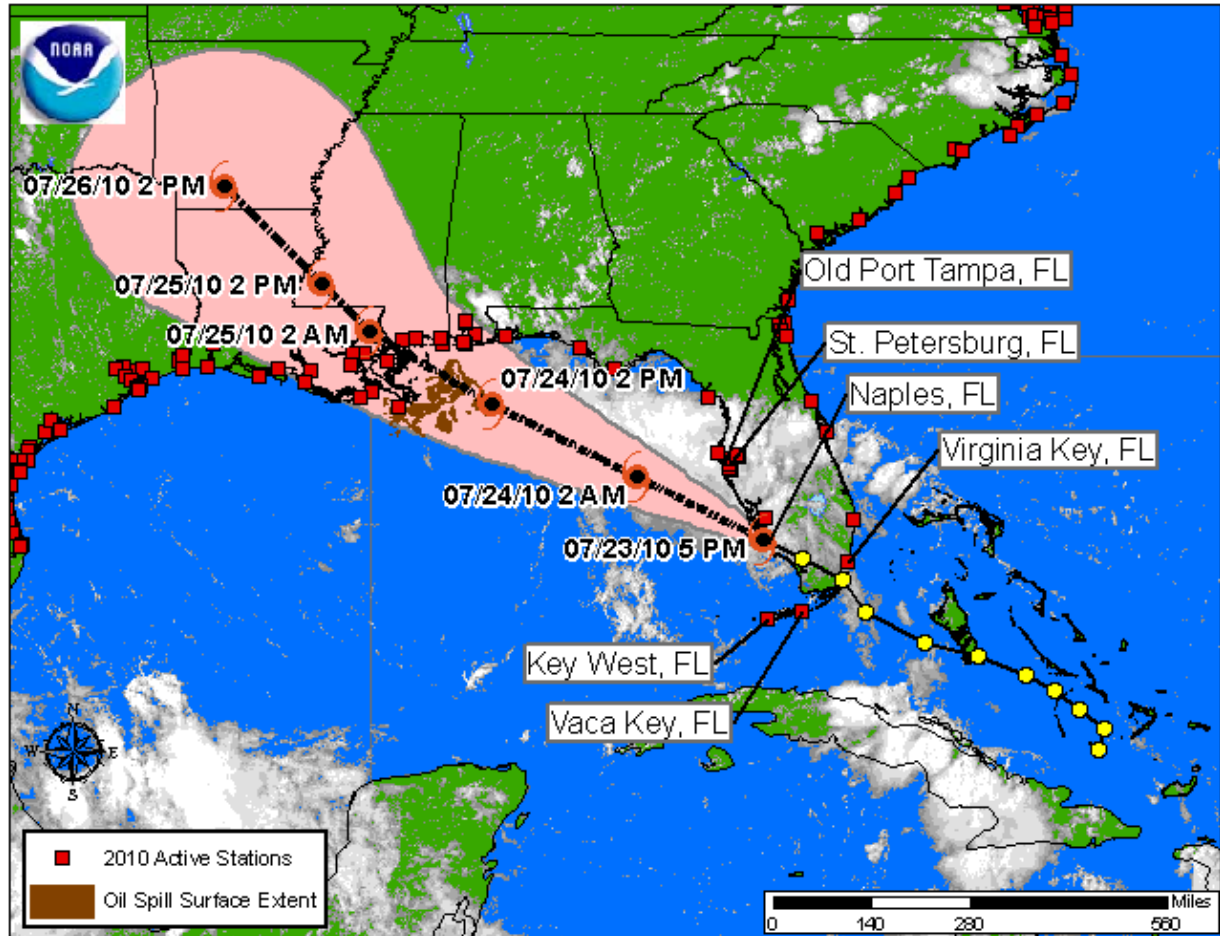 NOAA
07/26/10 2 PM
Old Port Tampa, FL
07/25/10 2 PM
07/25/10 2 AM
St. Petersburg, FL
07/24/10 2 PM
Naples, FL
Virginia Key, FL
07/24/10 2 AM
07/23/10 5 PM
Key West, FL
Vaca Key, FL
N
W E
S
2010 Active Stations
Oil Spill Surface Extent
Miles
0 140 280 560